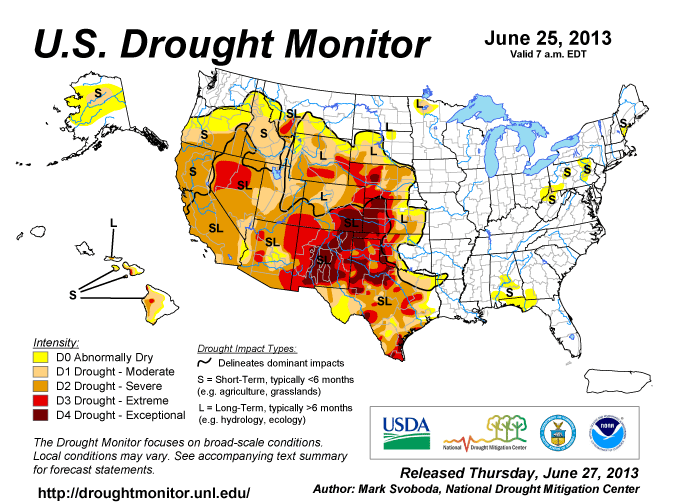 U.S. Drought Monitor
June 25, 2013
Valid 7 a.m. EDT
S
L
S
S
S
SL
S
L
L
L
S
SL
L
SL
L
SL
SL
SL
SL
L
S
S
S
S
S
L
Intensity:
D0 Abnormally Dry
D1 Drought - Moderate
D2 Drought - Severe
D3 Drought - Extreme
D4 Drought - Exceptional
Drought Impact Types:
Delineates dominant impacts
S = Short-Term, typically <6 months
(e.g. agriculture, grasslands)
L = Long-Term, typically >6 months
(e.g. hydrology, ecology)
The Drought Monitor focuses on broad-scale conditions.
Local conditions may vary. See accompanying text summary
for forecast statements.
http://droughtmonitor.unl.edu/
USDA
National Drought Mitigation Center
NOAA
Released Thursday, June 27, 2013
Author: Mark Svoboda, National Drought Mitigation Center